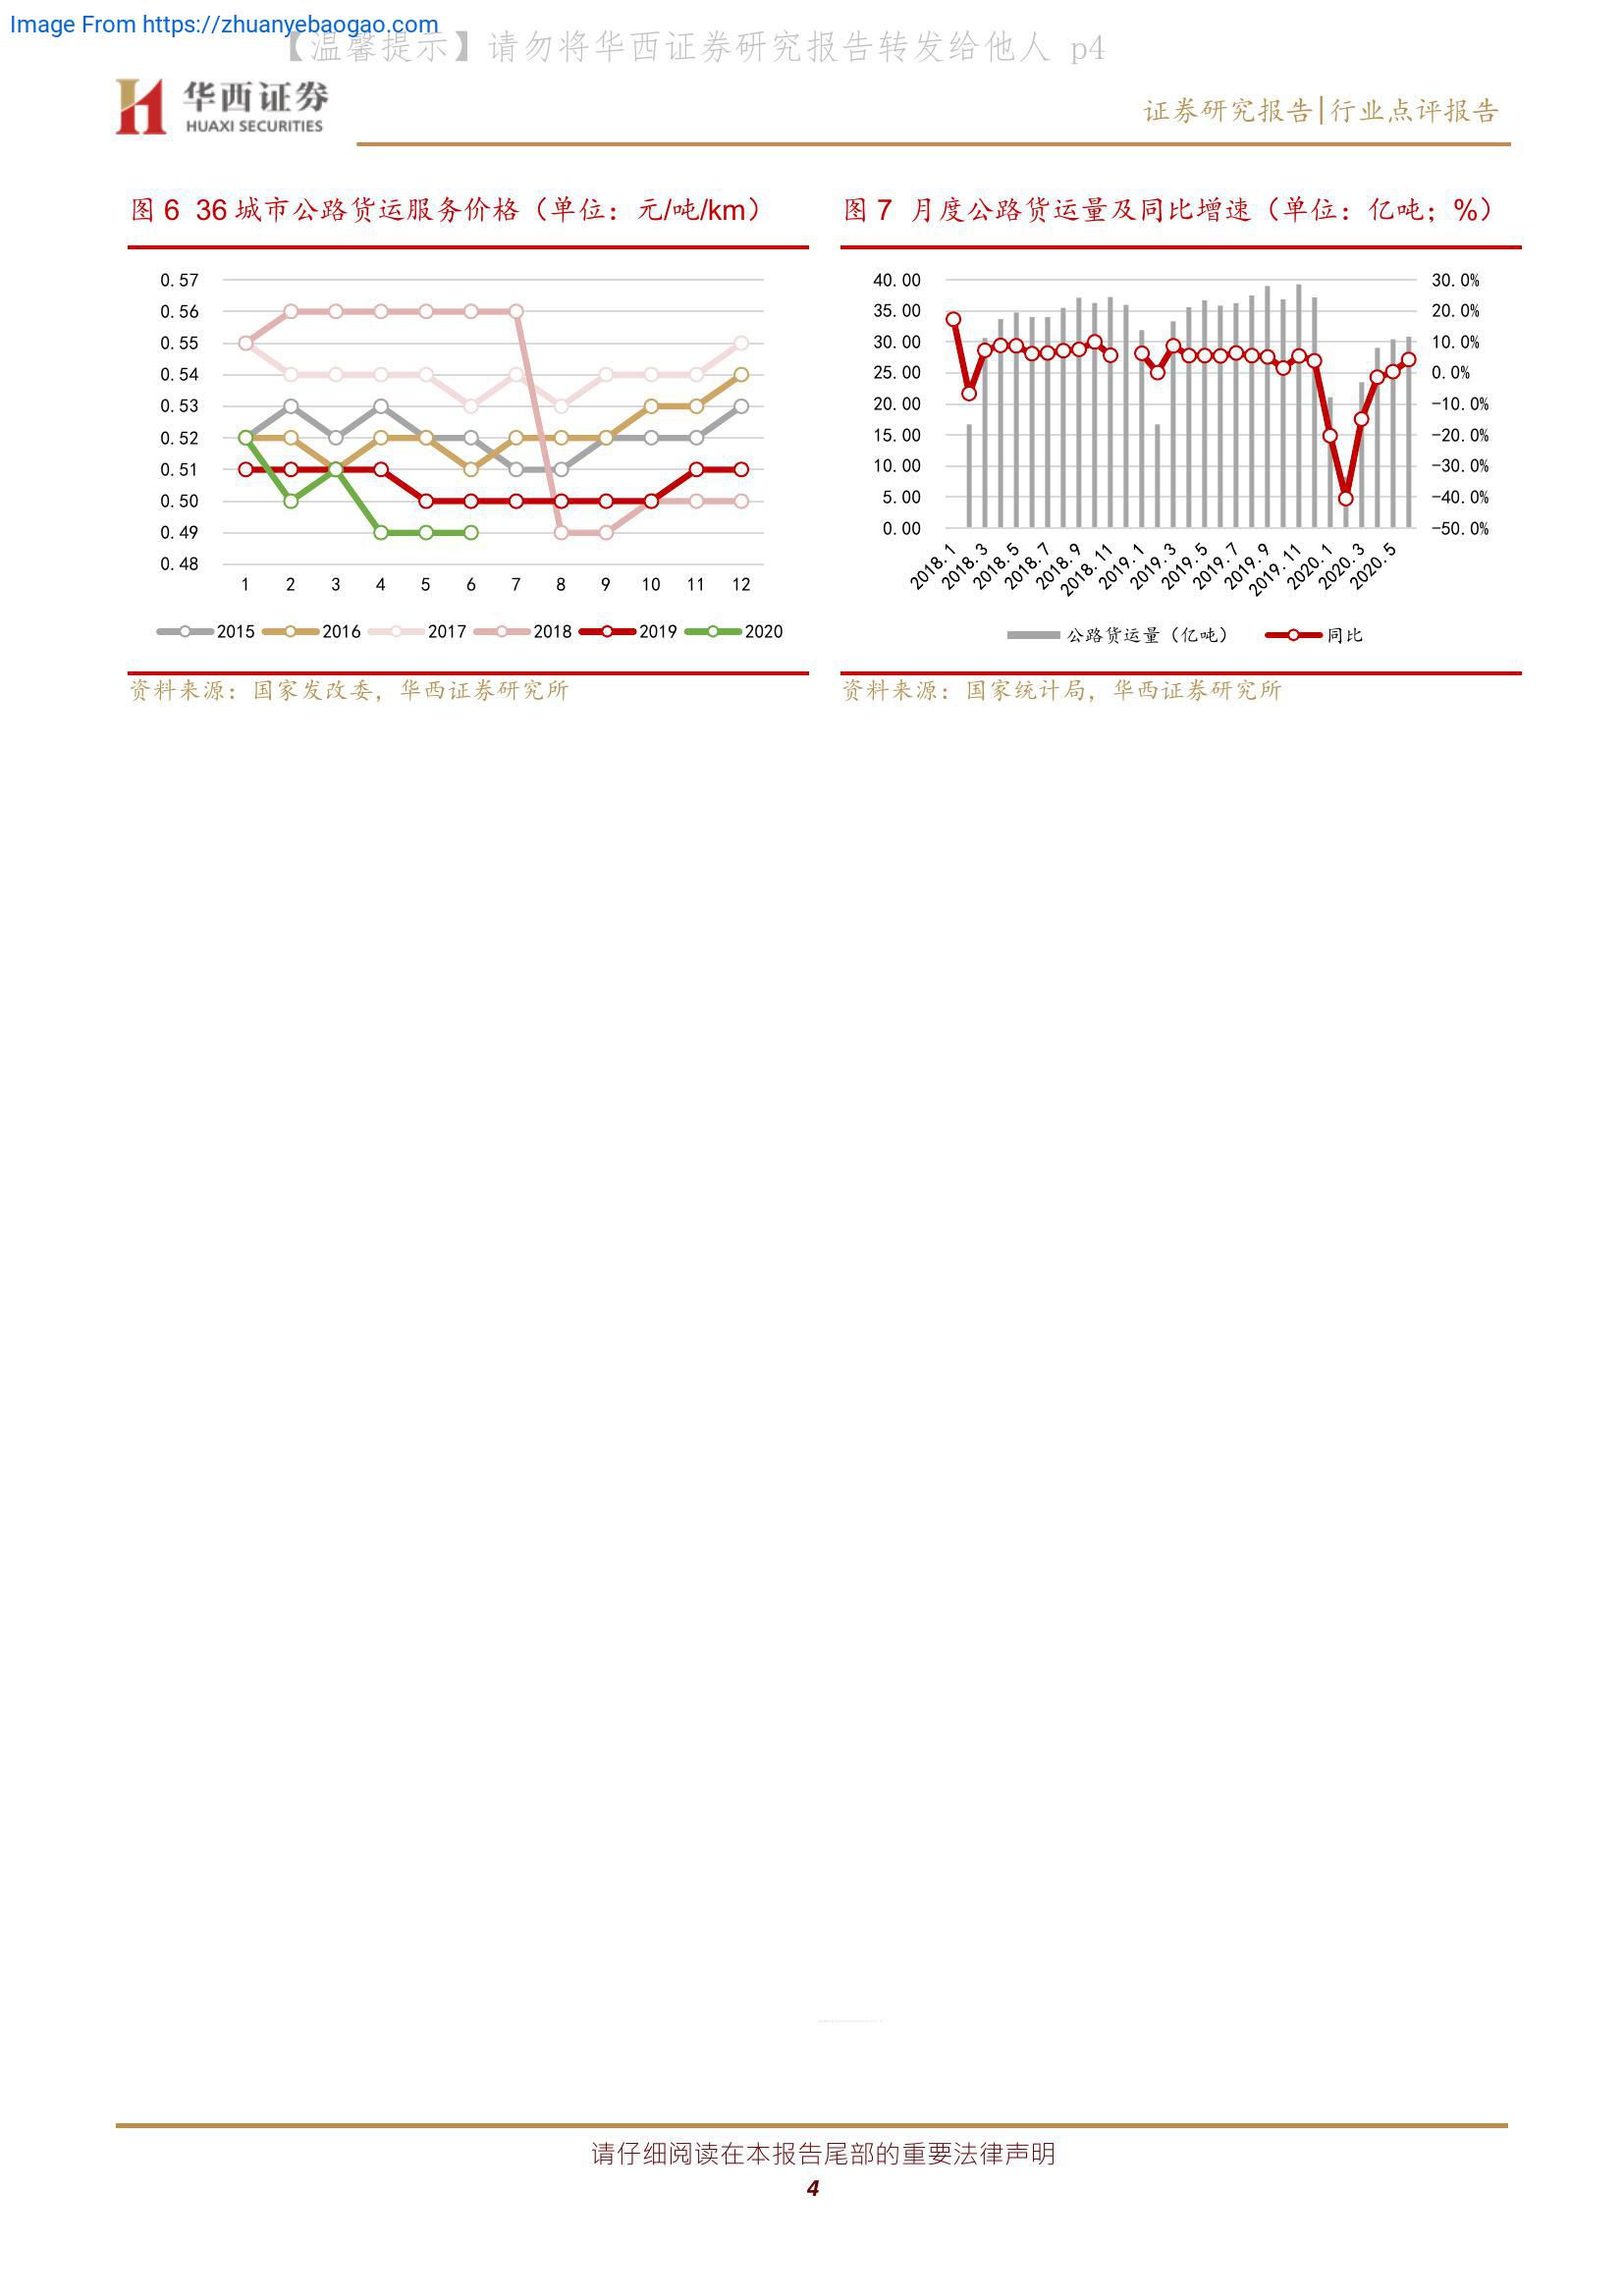 Image From https://zhuanyebaogao.com
【温馨提示】请勿将华西证券研究报告转发给他人 p4
华西证券
HUAXI SECURITIES
证券研究报告|行业点评报告
图 6 36 城市公路货运服务价格（单位：元/吨/km）
0.57
0.56
0.55
0.54
0.53
0.52
0.51
0.50
0.49
0.48
1 2 3 4 5 6 7 8 9 10 11 12
2015 2016 2017 2018 2019 2020
资料来源：国家发改委，华西证券研究所
图 7 月度公路货运量及同比增速（单位：亿吨；%）
40.00
35.00
30.00
25.00
20.00
15.00
10.00
5.00
0.00
30.0%
20.0%
10.0%
0.0%
-10.0%
-20.0%
-30.0%
-40.0%
-50.0%
2018.1 2018.3 2018.5 2018.7 2018.9 2018.11 2019.1 2019.3 2019.5 2019.7 2019.9 2019.11 2020.1 2020.3 2020.5
公路货运量（亿吨） 同比
资料来源：国家统计局，华西证券研究所
请仔细阅读在本报告尾部的重要法律声明
4